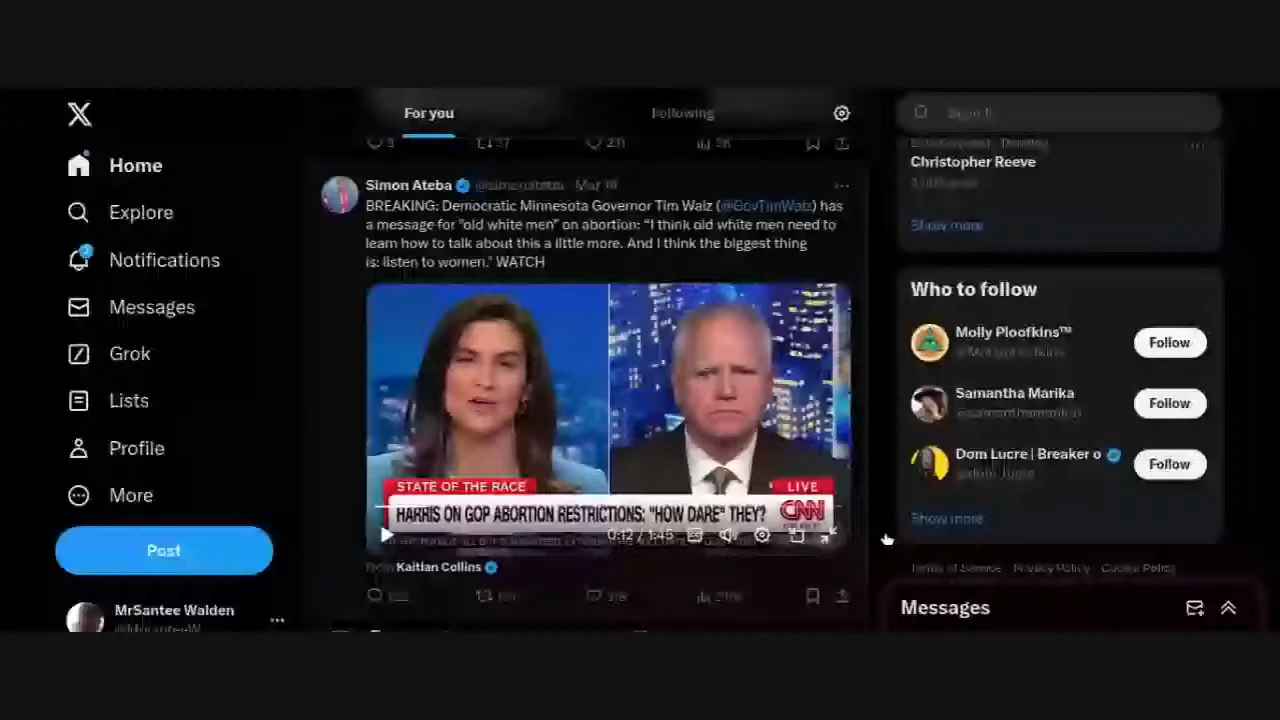 For you
Following
Home
Explore
Notifications
Messages
Grok
Lists
Profile
More
Post
MrSantee Walden
Simon Ateba
BREAKING: Democratic Minnesota Governor Tim Walz (@GovTimWalz) has
a message for "old white men" on abortion: "I think old white men need to
learn how to talk about this a little more. And I think the biggest thing
is: listen to women." WATCH
STATE OF THE RACE
LIVE
HARRIS ON GOP ABORTION RESTRICTIONS: "HOW DARE" THEY?
CNN
0:12 / 1:45
From Kaitlan Collins
Christopher Reeve
Show more
Who to follow
Molly Ploofkins™
Follow
Samantha Marika
Follow
Dom Lucre | Breaker o
Follow
Show more
Terms of Service Privacy Policy Cookie Policy
Messages